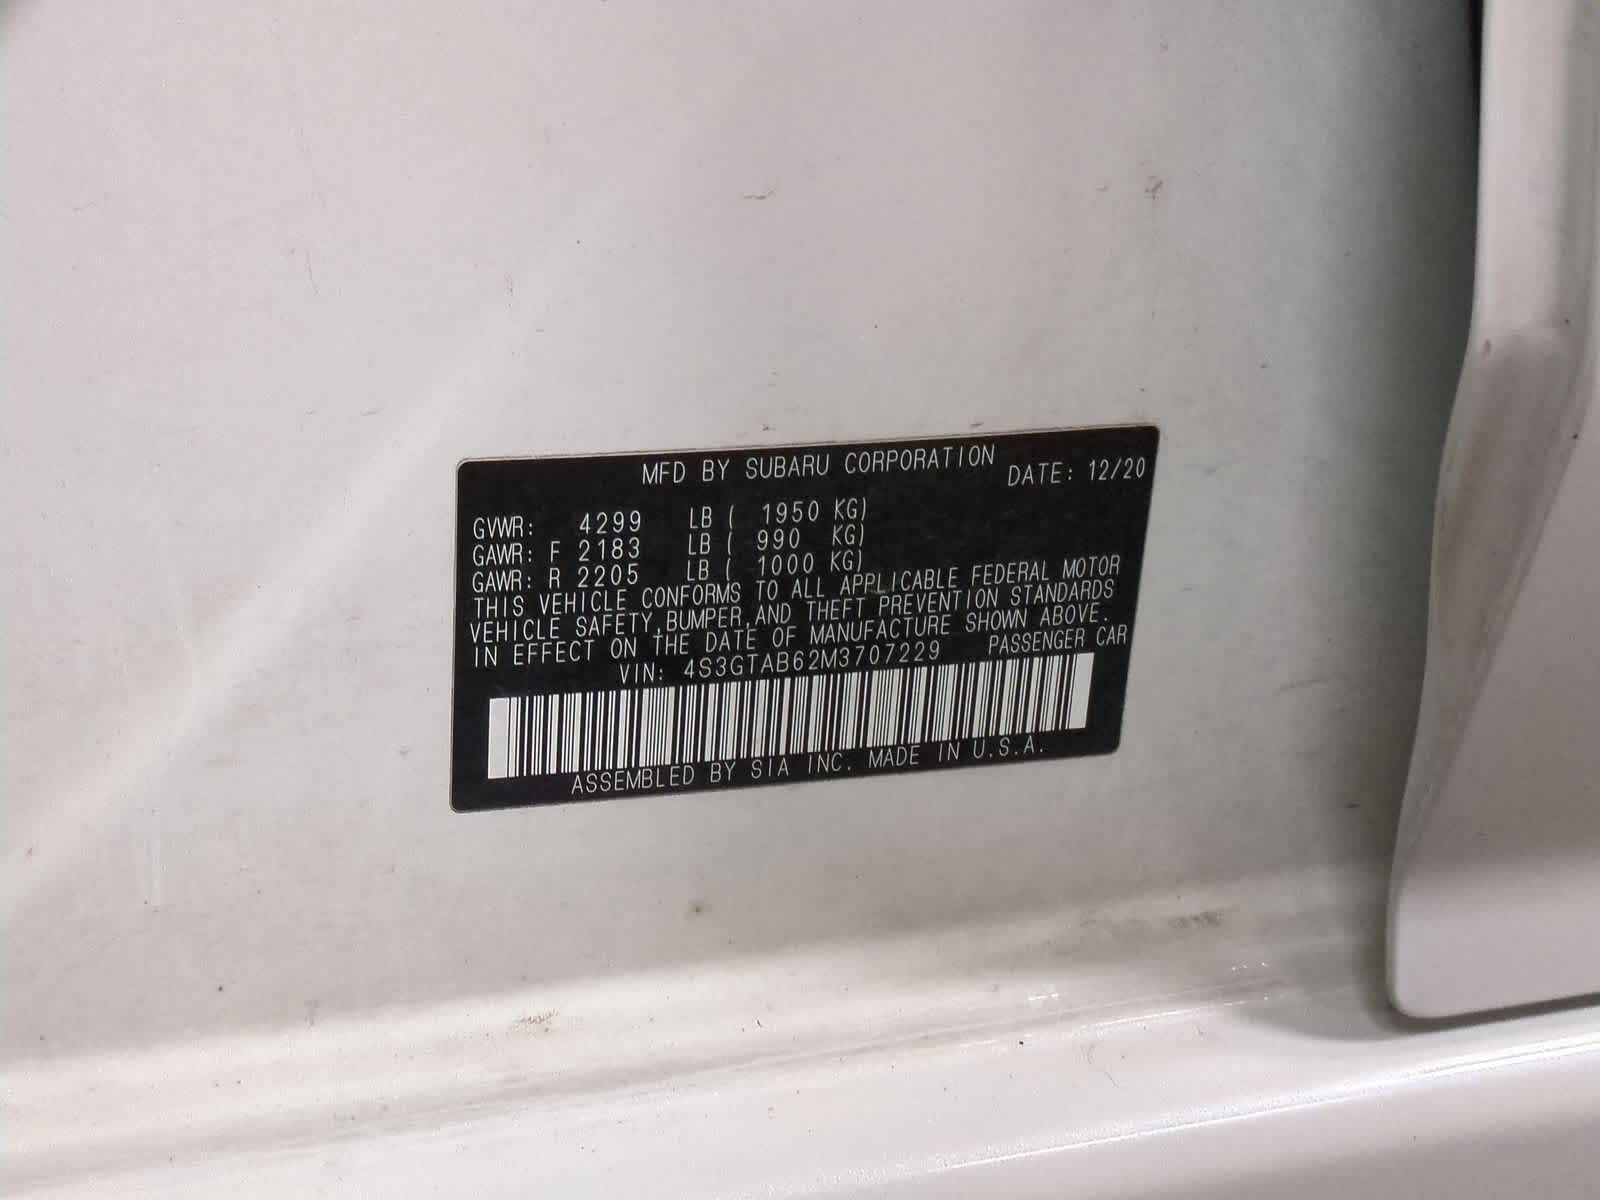 MFD BY SUBARU CORPORATION DATE: 12/20
GVWR: 4299 LB ( 1950 KG)
GAWR: F 2183 LB ( 990 KG)
GAWR: R 2205 LB ( 1000 KG)
THIS VEHICLE CONFORMS TO ALL APPLICABLE FEDERAL MOTOR
VEHICLE SAFETY,BUMPER,AND THEFT PREVENTION STANDARDS
IN EFFECT ON THE DATE OF MANUFACTURE SHOWN ABOVE.
VIN: 4S3GTAB62M3707229 PASSENGER CAR
ASSEMBLED BY SIA INC. MADE IN U.S.A.